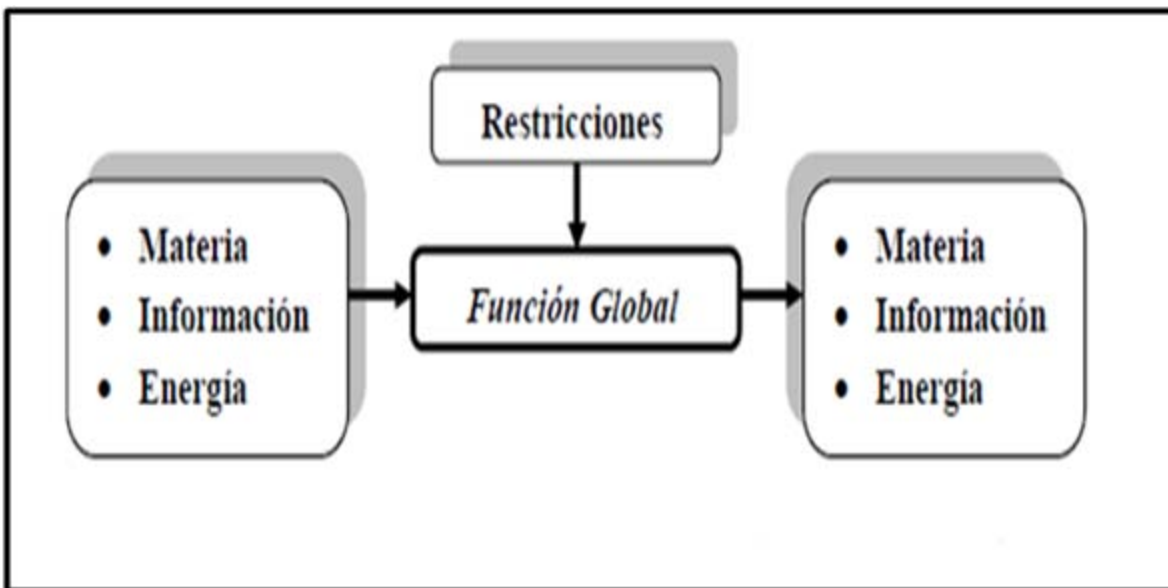 Restricciones
• Materia
• Información
• Energía
Función Global
• Materia
• Información
• Energía